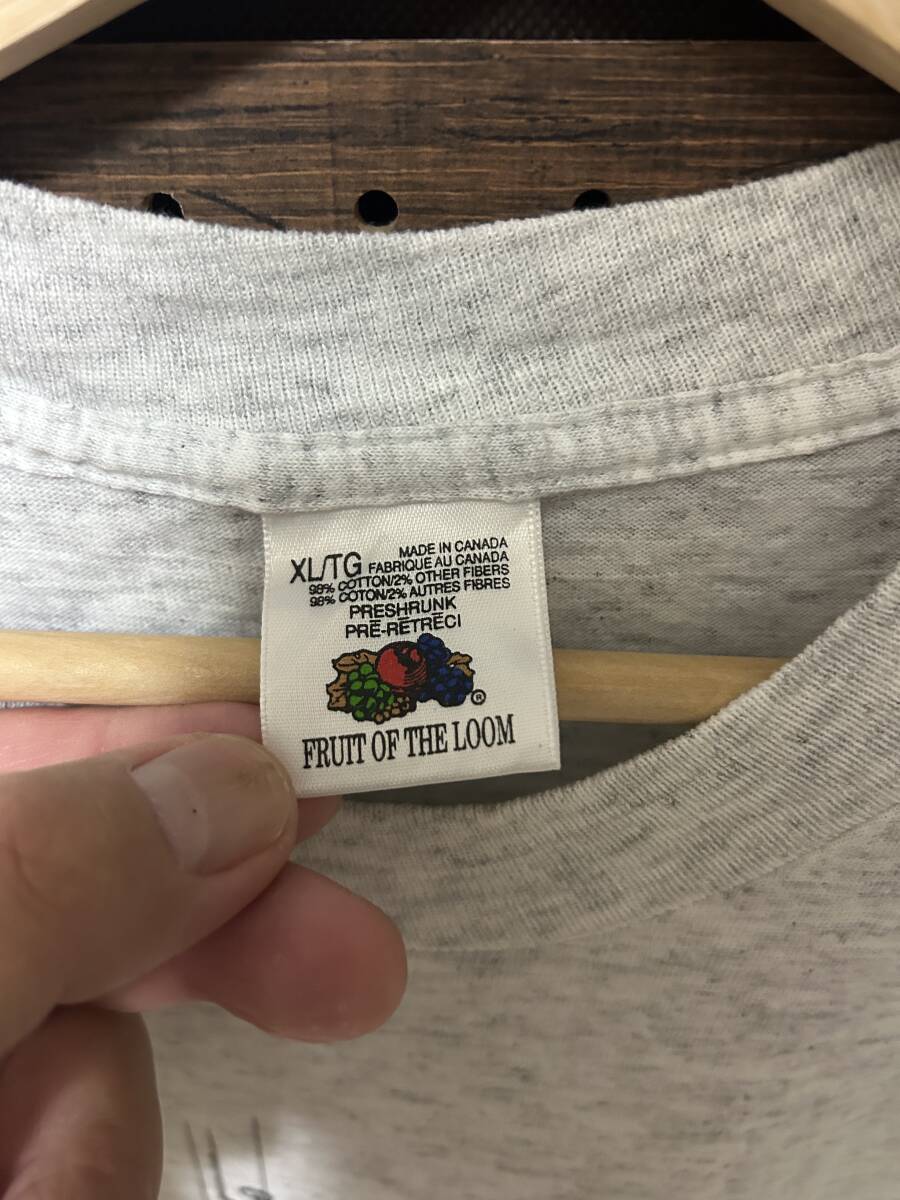 XL/TG
MADE IN CANADA
FABRIQUE AU CANADA
98% COTTON/2% OTHER FIBERS
98% COTON/2% AUTRES FIBRES
PRESHRUNK
PRÉ-RÉTRÉCI
®
FRUIT OF THE LOOM